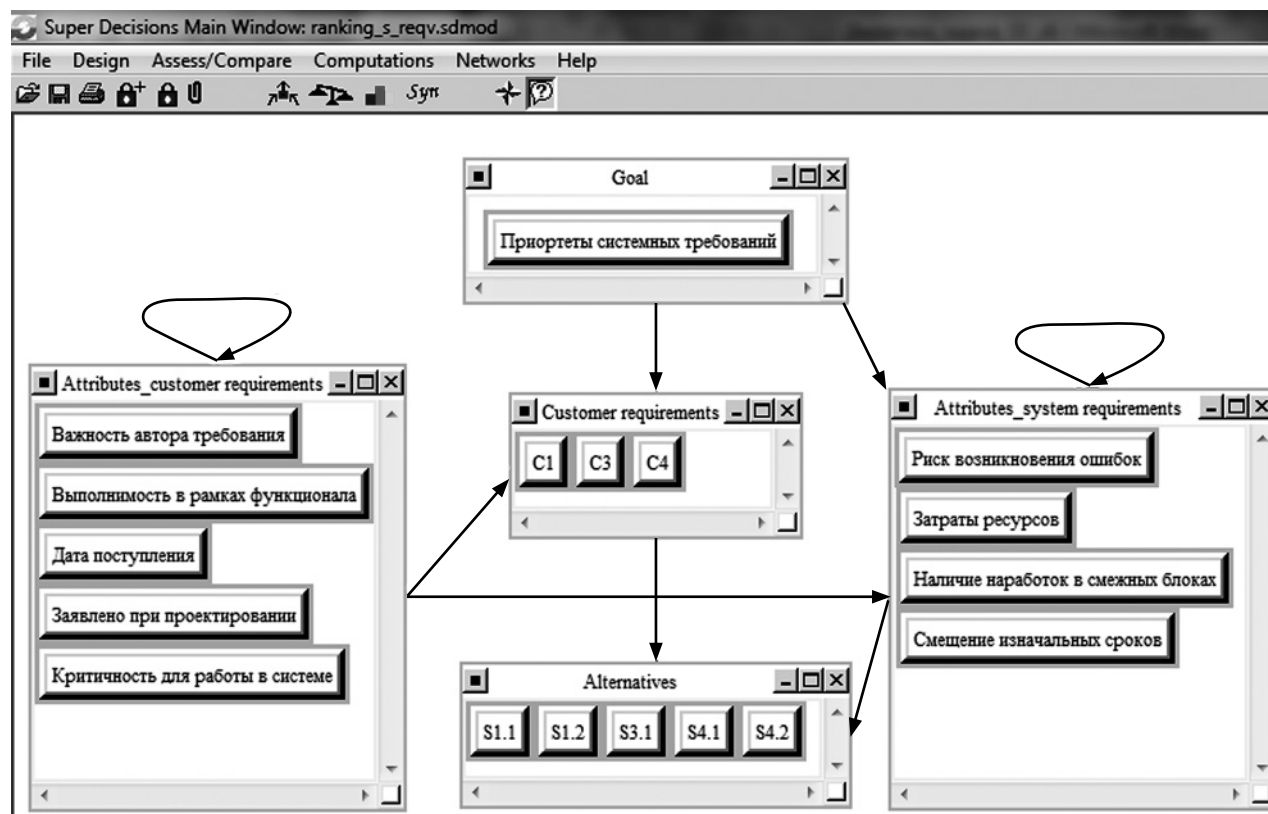 Super Decisions Main Window: ranking_s_reqv.sdmod
File Design Assess/Compare Computations Networks Help
Syn
Goal
Приортеты системных требований
Attributes_customer requirements
Важность автора требования
Выполнимость в рамках функционала
Дата поступления
Заявлено при проектировании
Критичность для работы в системе
Customer requirements
C1 C3 C4
Attributes_system requirements
Риск возникновения ошибок
Затраты ресурсов
Наличие наработок в смежных блоках
Смещение изначальных сроков
Alternatives
S1.1 S1.2 S3.1 S4.1 S4.2